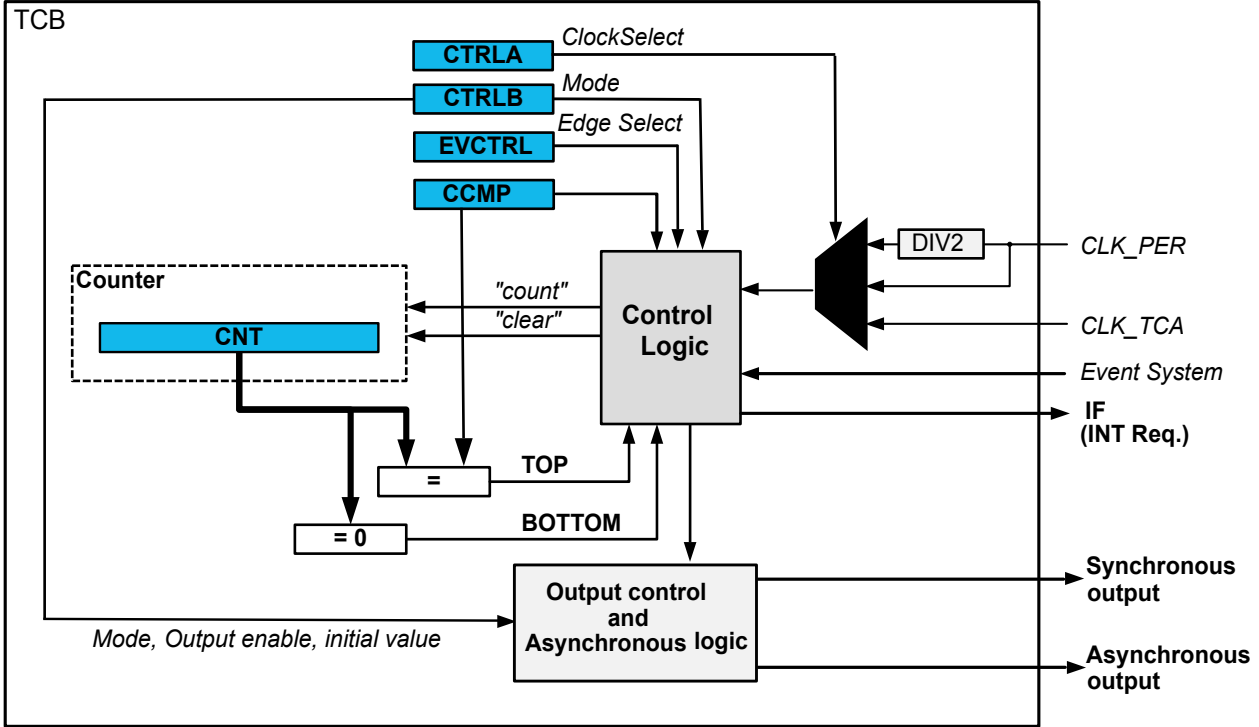 TCB
CTRLA
ClockSelect
CTRLB
Mode
EVCTRL
Edge Select
CCMP
DIV2
CLK_PER
Counter
"count"
"clear"
CNT
Control
Logic
CLK_TCA
Event System
IF
(INT Req.)
=
TOP
= 0
BOTTOM
Output control
and
Asynchronous logic
Mode, Output enable, initial value
Synchronous
output
Asynchronous
output